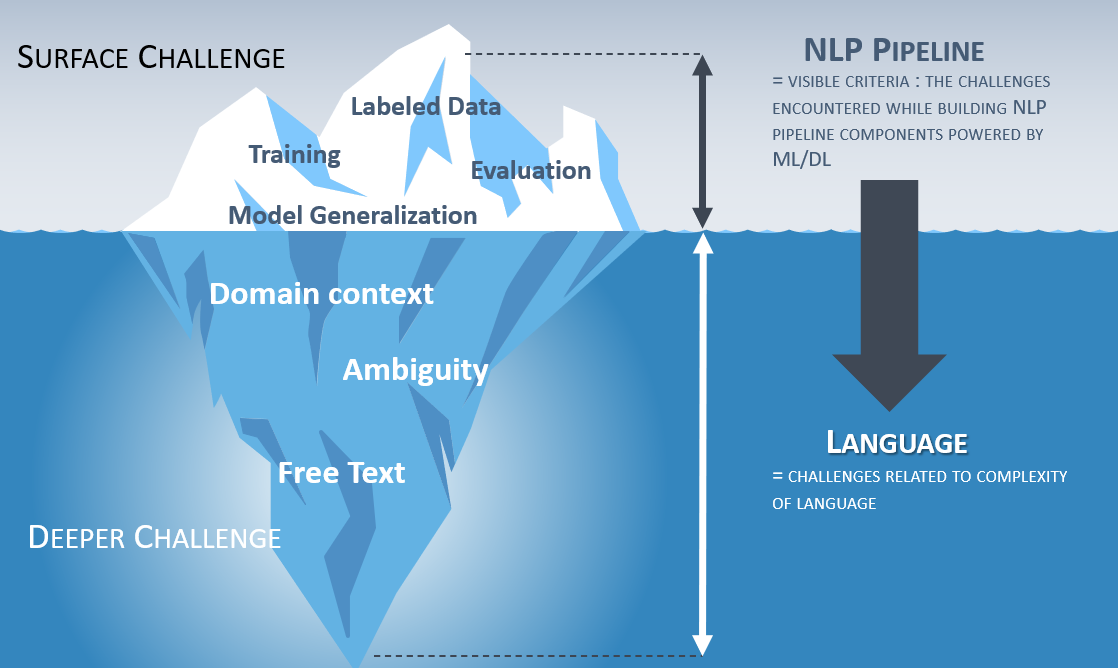 SURFACE CHALLENGE
NLP PIPELINE
= VISIBLE CRITERIA : THE CHALLENGES
ENCOUNTERED WHILE BUILDING NLP
PIPELINE COMPONENTS POWERED BY
ML/DL
Labeled Data
Training
Evaluation
Model Generalization
Domain context
Ambiguity
Free Text
LANGUAGE
= CHALLENGES RELATED TO COMPLEXITY
OF LANGUAGE
DEEPER CHALLENGE